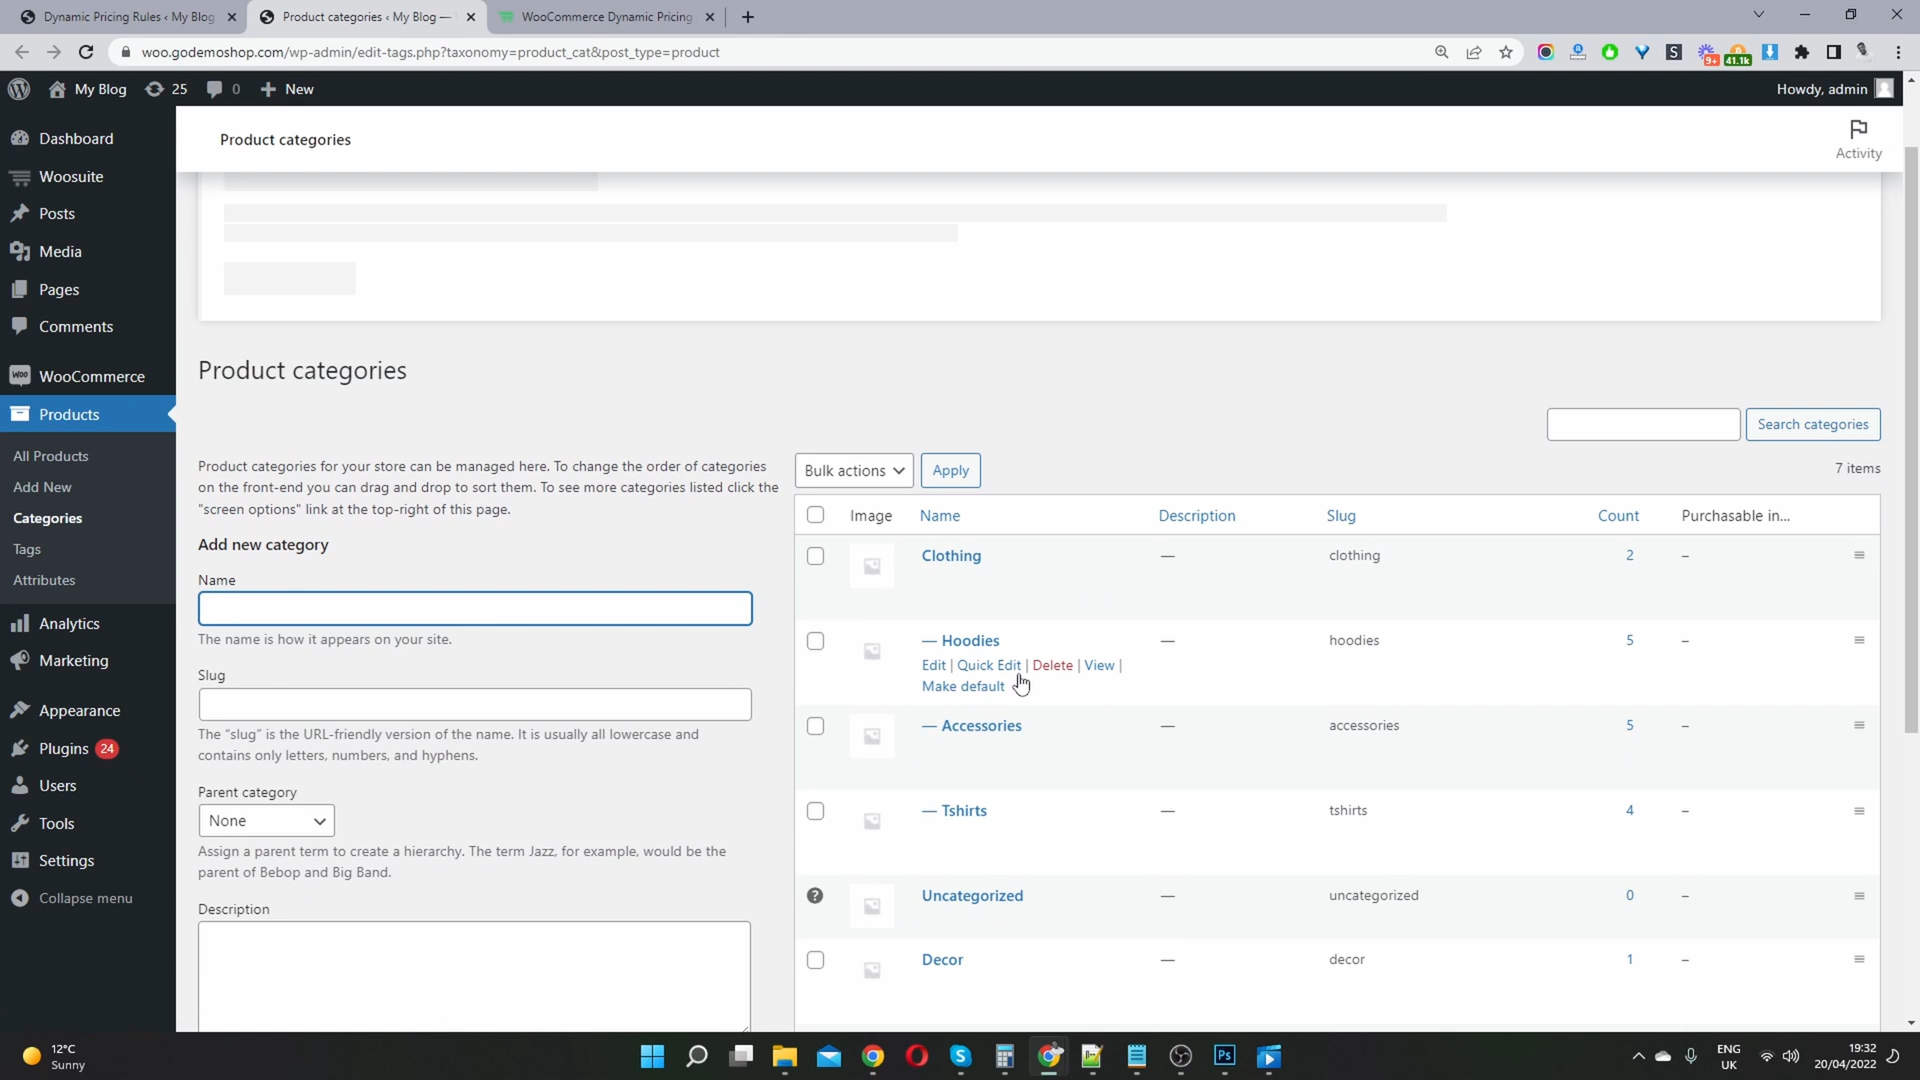 Dynamic Pricing Rules ‹ My Blog
Product categories ‹ My Blog —
WooCommerce Dynamic Pricing
woo.godemoshop.com/wp-admin/edit-tags.php?taxonomy=product_cat&post_type=product
9+
41.1k
My Blog
25
0
New
Howdy, admin
Dashboard
Woosuite
Posts
Media
Pages
Comments
WooCommerce
Products
All Products
Add New
Categories
Tags
Attributes
Analytics
Marketing
Appearance
Plugins 24
Users
Tools
Settings
Collapse menu
Product categories
Activity
Product categories
Search categories
Product categories for your store can be managed here. To change the order of categories
on the front-end you can drag and drop to sort them. To see more categories listed click the
"screen options" link at the top-right of this page.
Add new category
Name
The name is how it appears on your site.
Slug
The “slug” is the URL-friendly version of the name. It is usually all lowercase and
contains only letters, numbers, and hyphens.
Parent category
None
Assign a parent term to create a hierarchy. The term Jazz, for example, would be the
parent of Bebop and Big Band.
Description
Bulk actions
Apply
7 items
Image Name Description Slug Count Purchasable in...
Clothing — clothing 2 –
— Hoodies — hoodies 5 –
Edit | Quick Edit | Delete | View |
Make default
— Accessories — accessories 5 –
— Tshirts — tshirts 4 –
Uncategorized — uncategorized 0 –
Decor — decor 1 –
12°C
Sunny
ENG
UK
19:32
20/04/2022